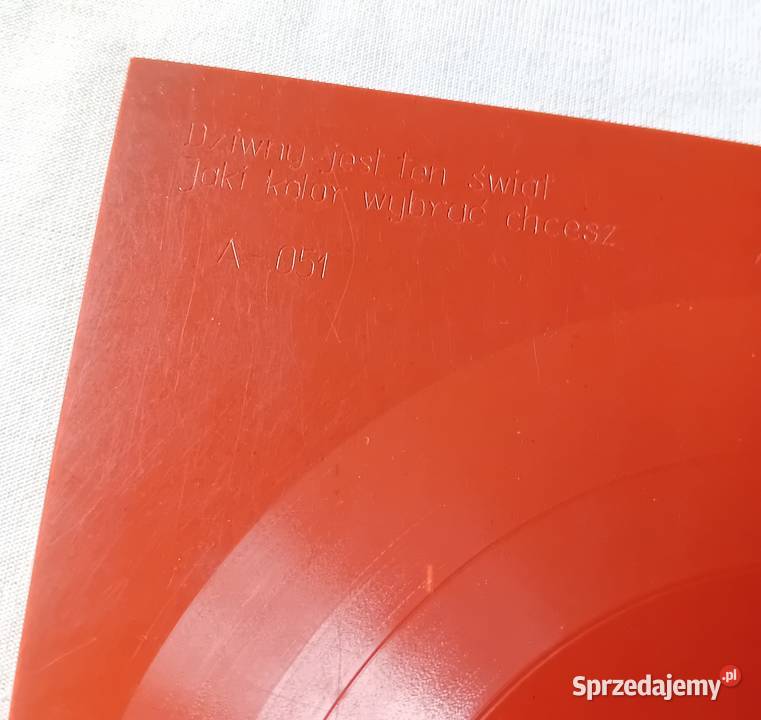 Dziwny jest ten świat
Jaki kolor wybrać chcesz
A-051
Sprzedajemy.pl